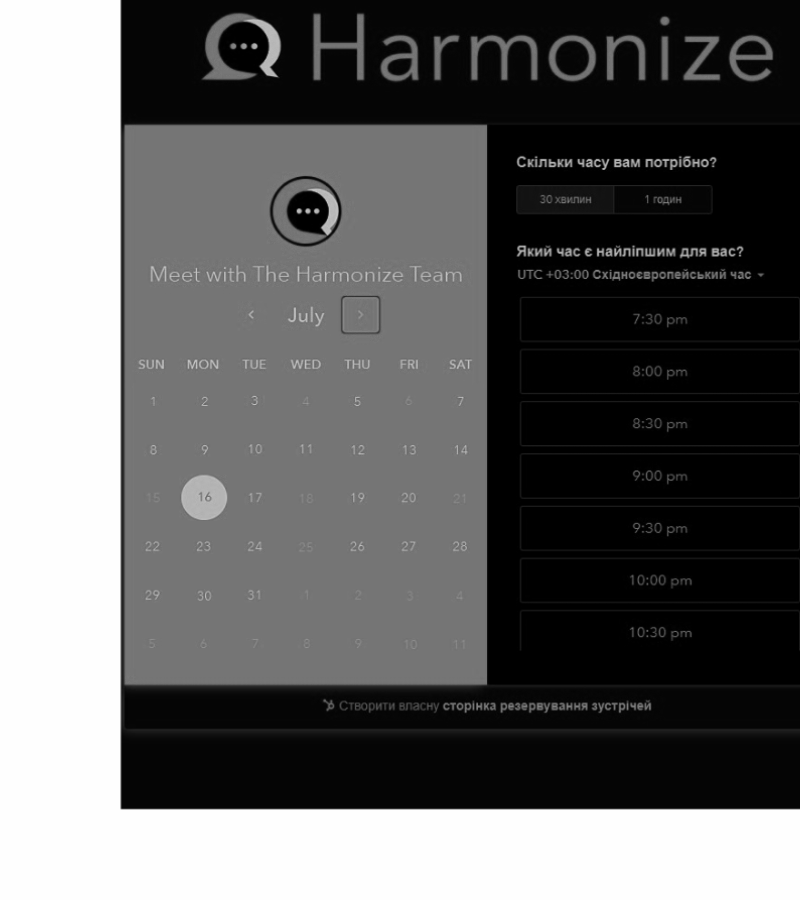 Harmonize
Meet with The Harmonize Team
July
SUN MON TUE WED THU FRI SAT
1 2 3 4 5 6 7
8 9 10 11 12 13 14
15 16 17 18 19 20 21
22 23 24 25 26 27 28
29 30 31 1 2 3 4
5 6 7 8 9 10 11
Скільки часу вам потрібно?
30 хвилин 1 годин
Який час є найліпшим для вас?
UTC +03:00 Східноєвропейський час
7:30 pm
8:00 pm
8:30 pm
9:00 pm
9:30 pm
10:00 pm
10:30 pm
Створити власну сторінка резервування зустрічей